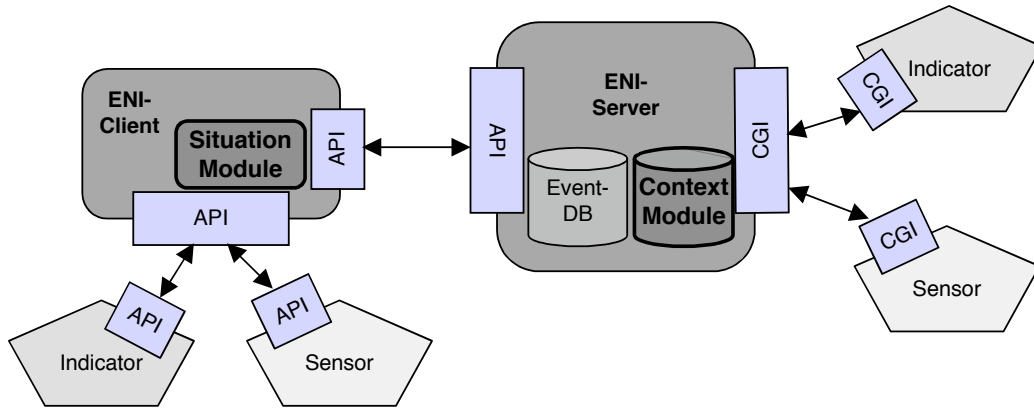 ENI-
Client
Situation
Module
API
API
API
Indicator
API
Sensor
ENI-
Server
API
Event-
DB
Context
Module
CGI
CGI
Indicator
CGI
Sensor